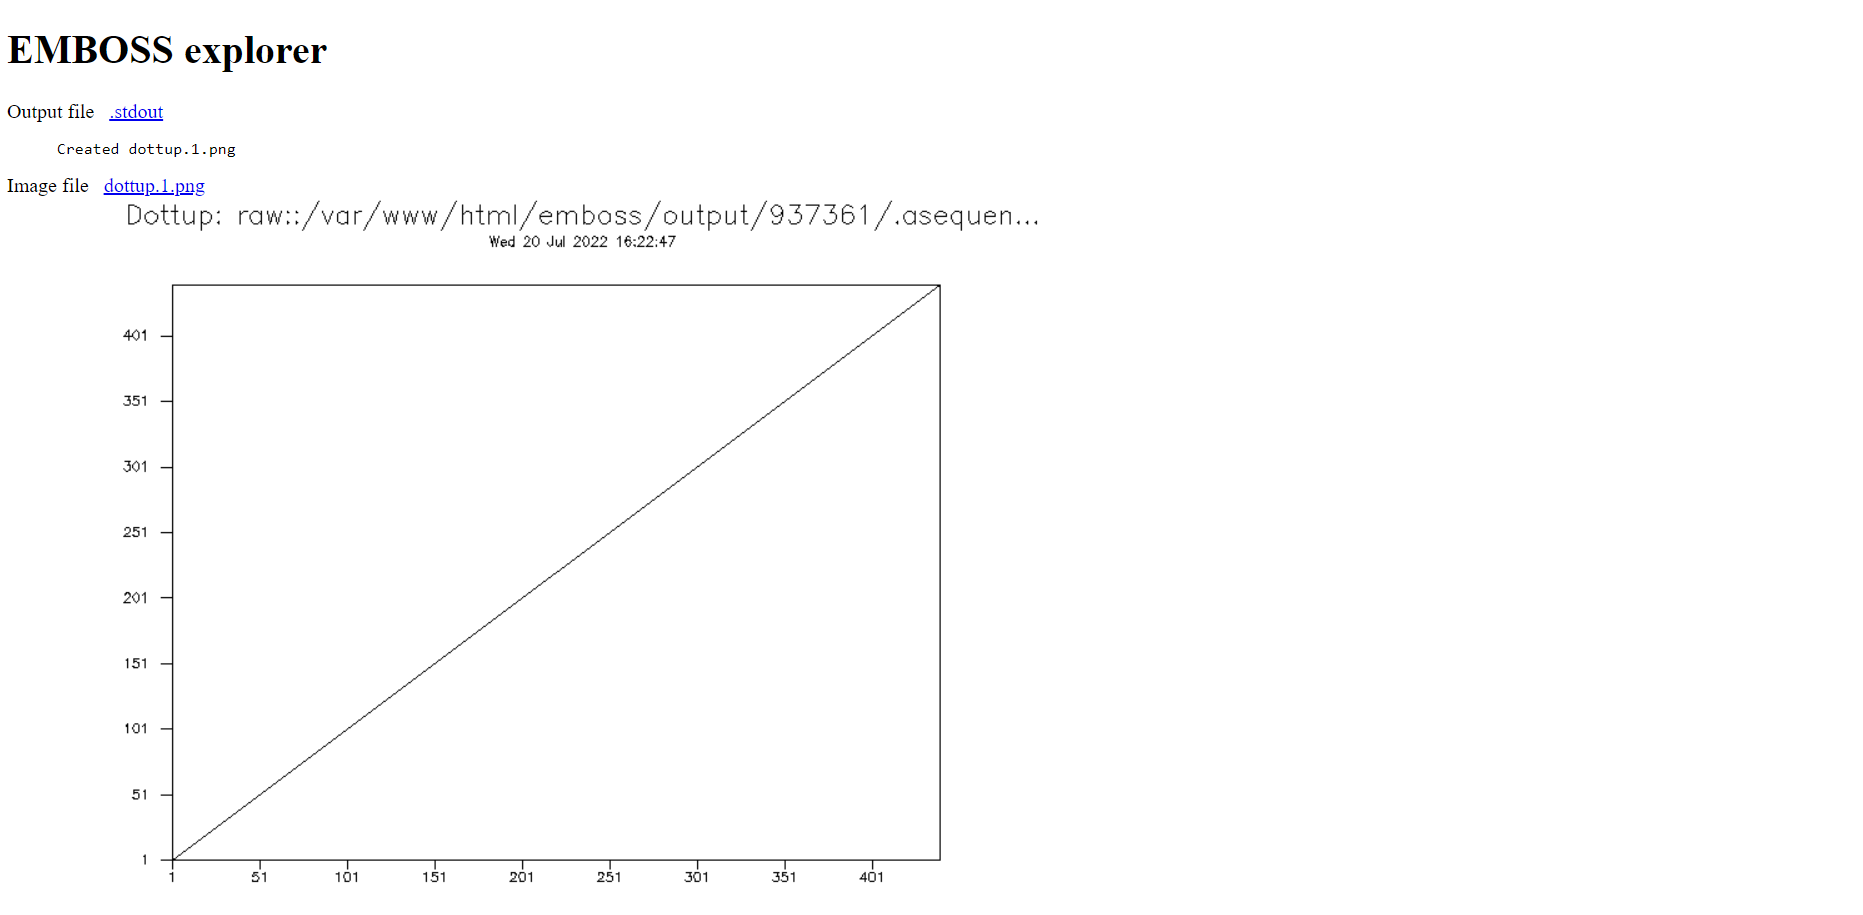 EMBOSS explorer
Output file .stdout
Created dottup.1.png
Image file dottup.1.png
Dottup: raw::/var/www/html/emboss/output/937361/.asequen...
Wed 20 Jul 2022 16:22:47
401
351
301
251
201
151
101
51
1
1 51 101 151 201 251 301 351 401